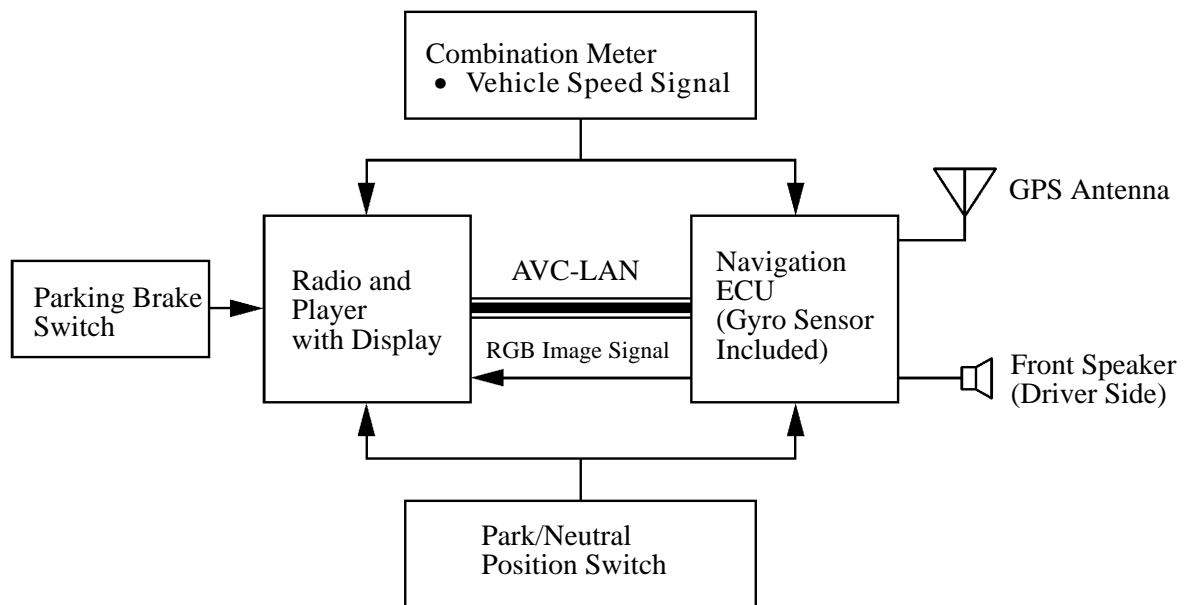 Combination Meter
• Vehicle Speed Signal
GPS Antenna
Parking Brake
Switch
Radio and
Player
with Display
AVC-LAN
RGB Image Signal
Navigation
ECU
(Gyro Sensor
Included)
Front Speaker
(Driver Side)
Park/Neutral
Position Switch